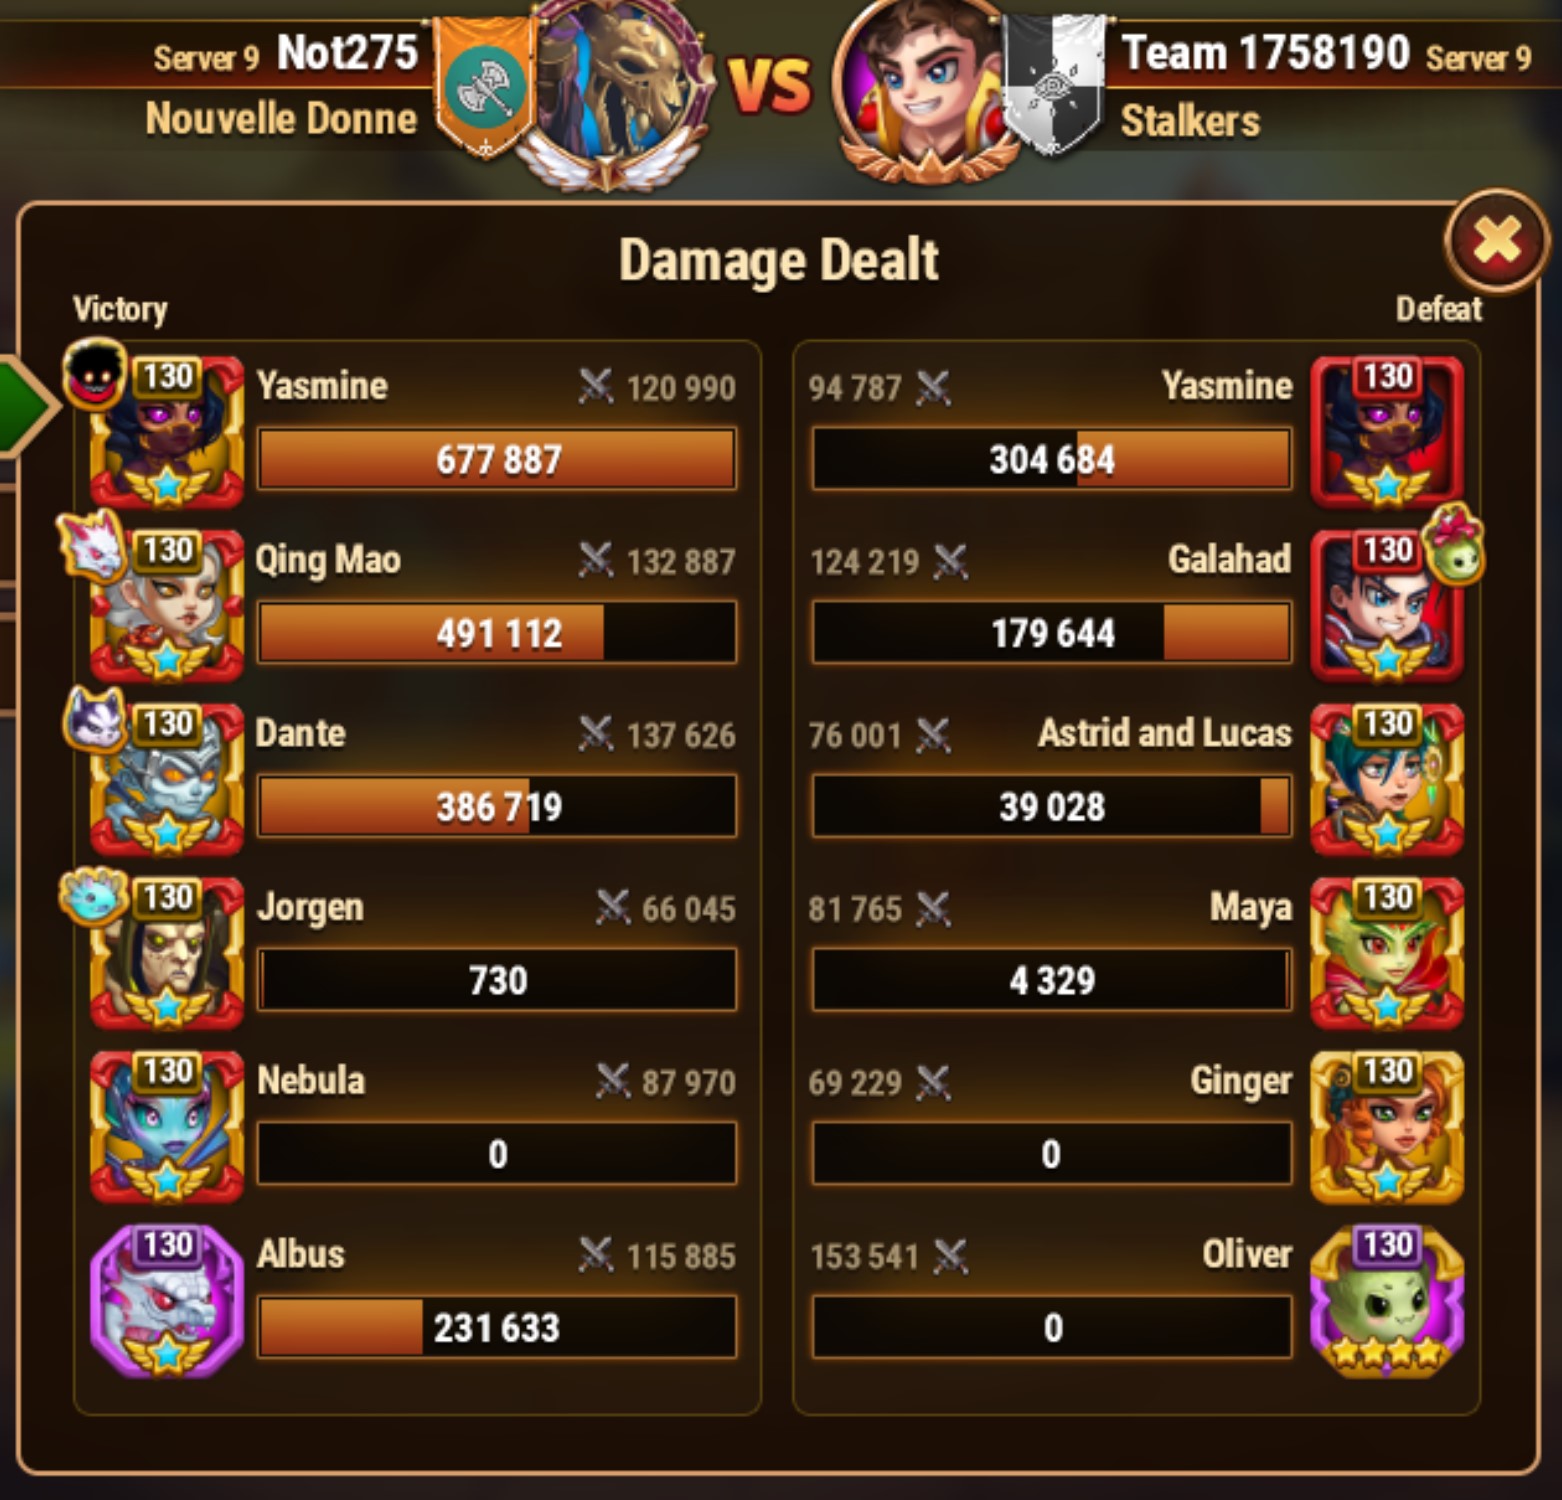 Server 9 Not275
Nouvelle Donne
VS
Team 1758190 Server 9
Stalkers
Damage Dealt
Victory
Defeat
130 Yasmine 120 990
677 887
94 787 Yasmine 130
304 684
130 Qing Mao 132 887
491 112
124 219 Galahad 130
179 644
130 Dante 137 626
386 719
76 001 Astrid and Lucas 130
39 028
130 Jorgen 66 045
730
81 765 Maya 130
4 329
130 Nebula 87 970
0
69 229 Ginger 130
0
130 Albus 115 885
231 633
153 541 Oliver 130
0